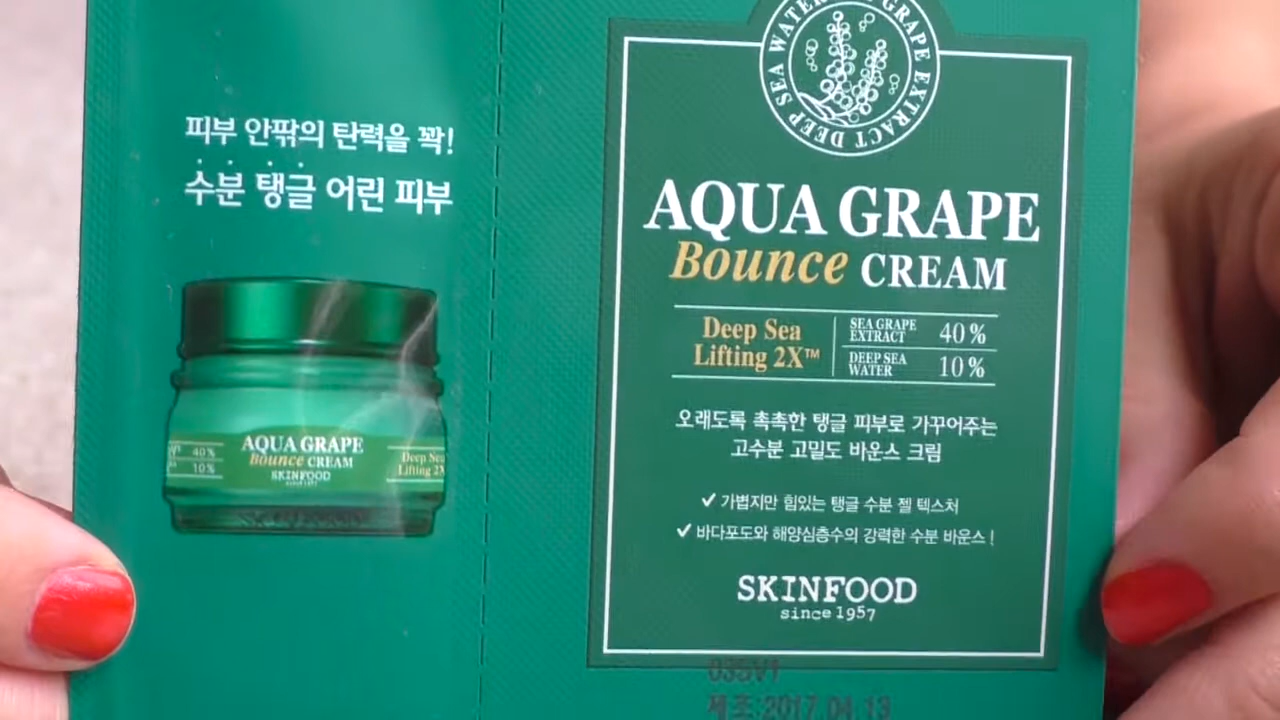 피부 안팎의 탄력을 꽉!
수분 탱글 어린 피부
40%
10%
AQUA GRAPE
Bounce CREAM
SKINFOOD
since 1957
Deep Sea
Lifting 2X
DEEP SEA WATER GRAPE EXTRACT
AQUA GRAPE
Bounce CREAM
Deep Sea
Lifting 2X™
SEA GRAPE
EXTRACT
40%
DEEP SEA
WATER
10%
오래도록 촉촉한 탱글 피부로 가꾸어주는
고수분 고밀도 바운스 크림
✓ 가볍지만 힘있는 탱글 수분 젤 텍스처
✓ 바다포도와 해양심층수의 강력한 수분 바운스!
SKINFOOD
since 1957
제조:2017.04.13